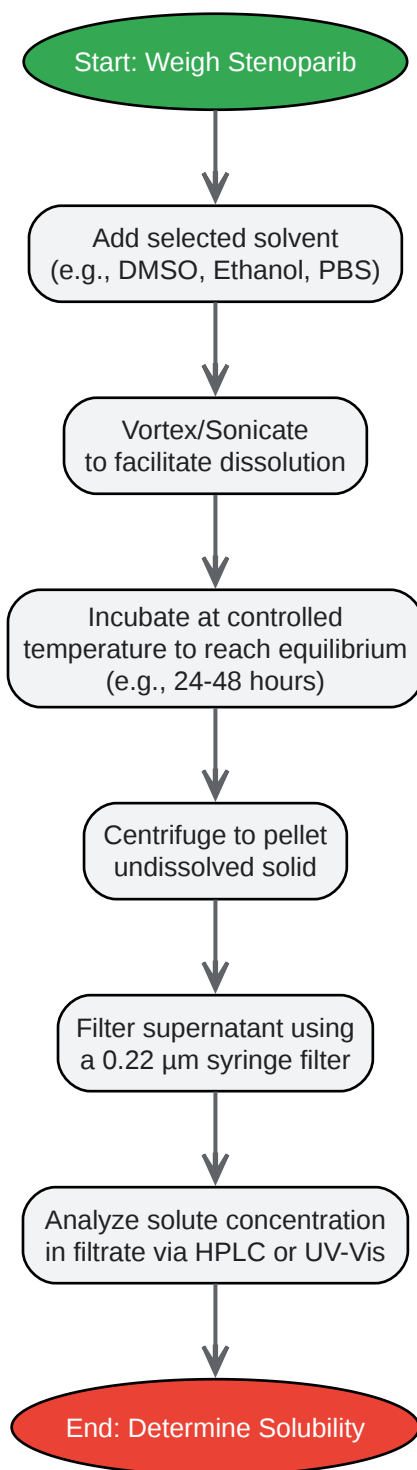 Start: Weigh Stenoparib
Add selected solvent
(e.g., DMSO, Ethanol, PBS)
Vortex/Sonicate
to facilitate dissolution
Incubate at controlled
temperature to reach equilibrium
(e.g., 24-48 hours)
Centrifuge to pellet
undissolved solid
Filter supernatant using
a 0.22 µm syringe filter
Analyze solute concentration
in filtrate via HPLC or UV-Vis
End: Determine Solubility